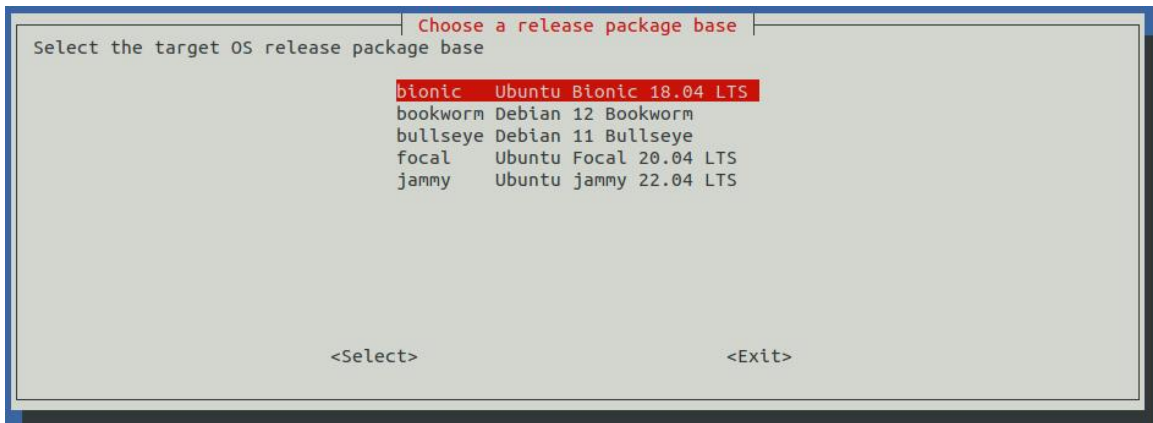 Choose a release package base
Select the target OS release package base
bionic Ubuntu Bionic 18.04 LTS
bookworm Debian 12 Bookworm
bullseye Debian 11 Bullseye
focal Ubuntu Focal 20.04 LTS
jammy Ubuntu jammy 22.04 LTS
<Select> <Exit>